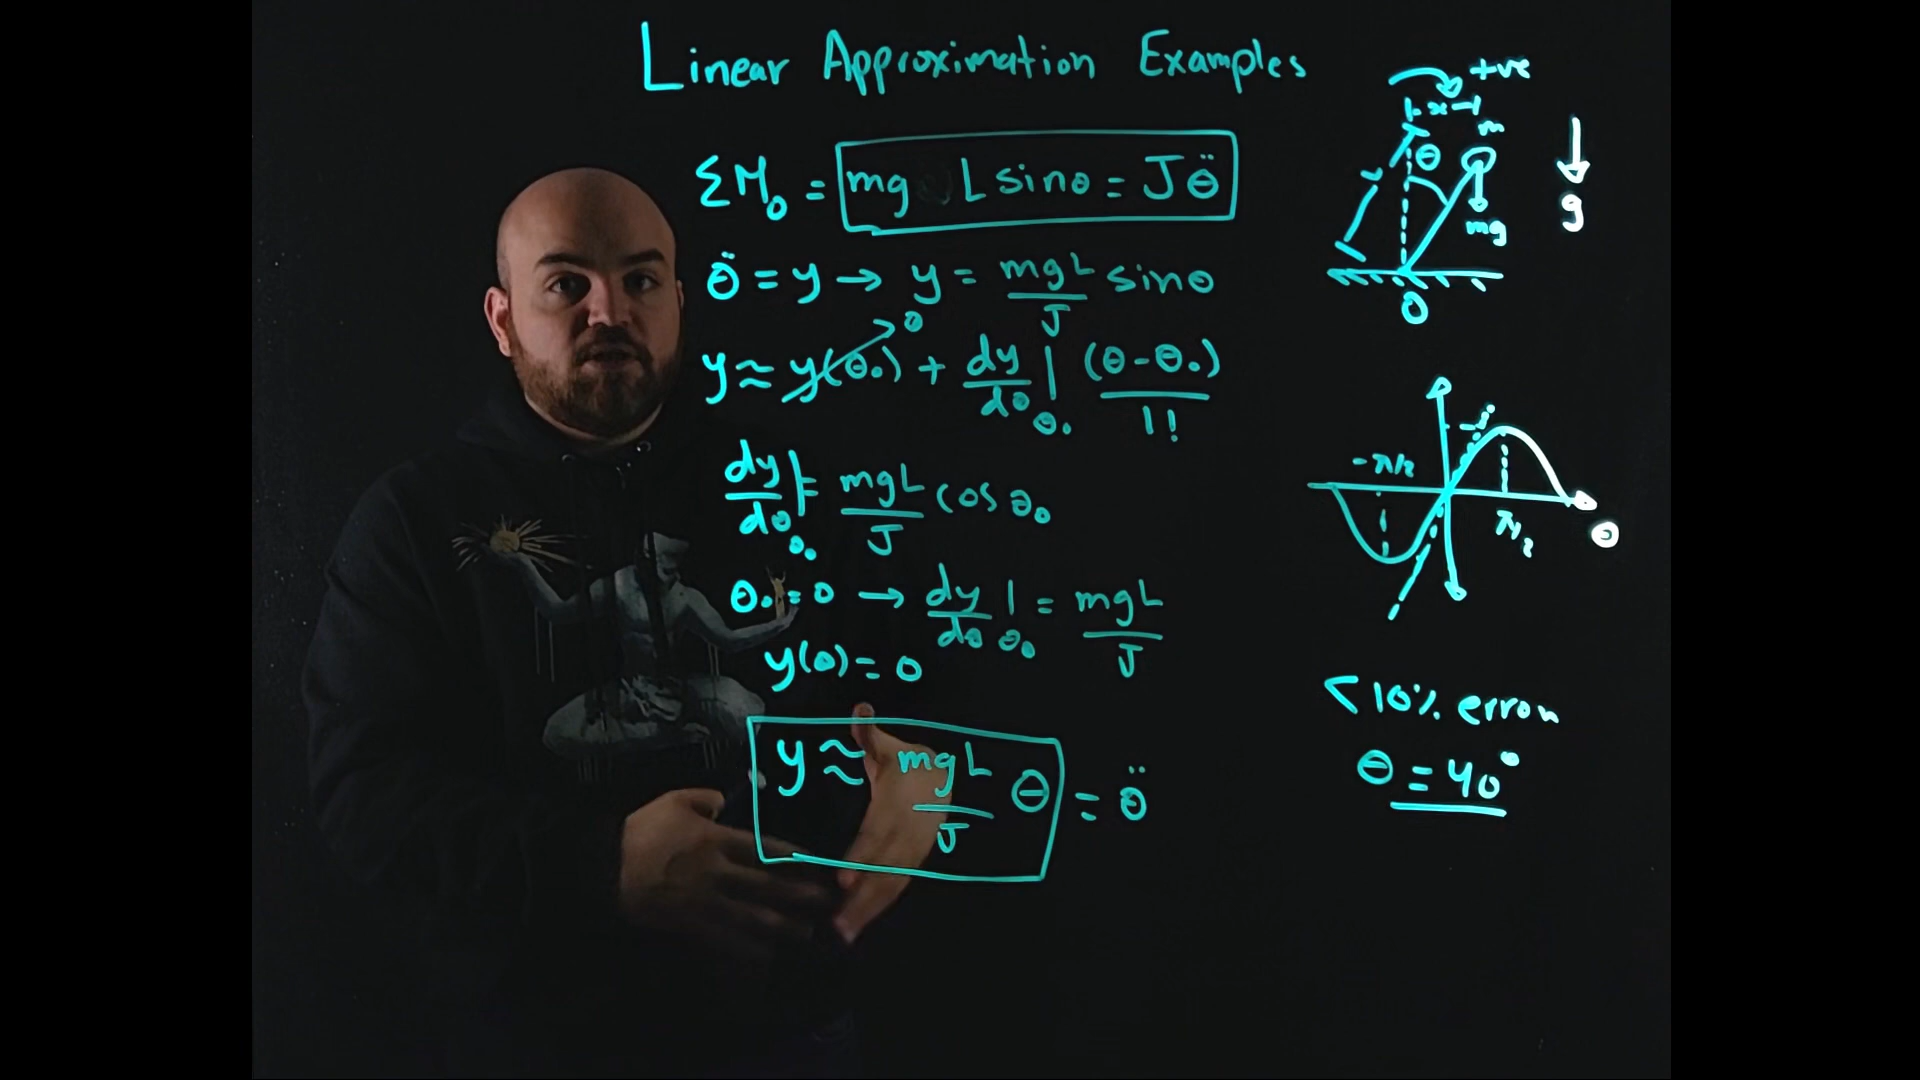 Linear Approximation Examples
ΣM₀ = mg L sinθ = Jθ̈
θ̈ = y → y = mgL/J sinθ
y ≈ y(θ₀) → 0 + dy/dθ|θ₀ (θ - θ₀)/1!
dy/dθ|θ₀ = mgL/J cos θ₀
θ₀ = 0 → dy/dθ|θ₀ = mgL/J
y(0) = 0
y ≈ mgL/J θ = θ̈
+ve
x
m
θ
L
mg
g
O
-π/2
π/2
θ
< 10% error
θ = 40°